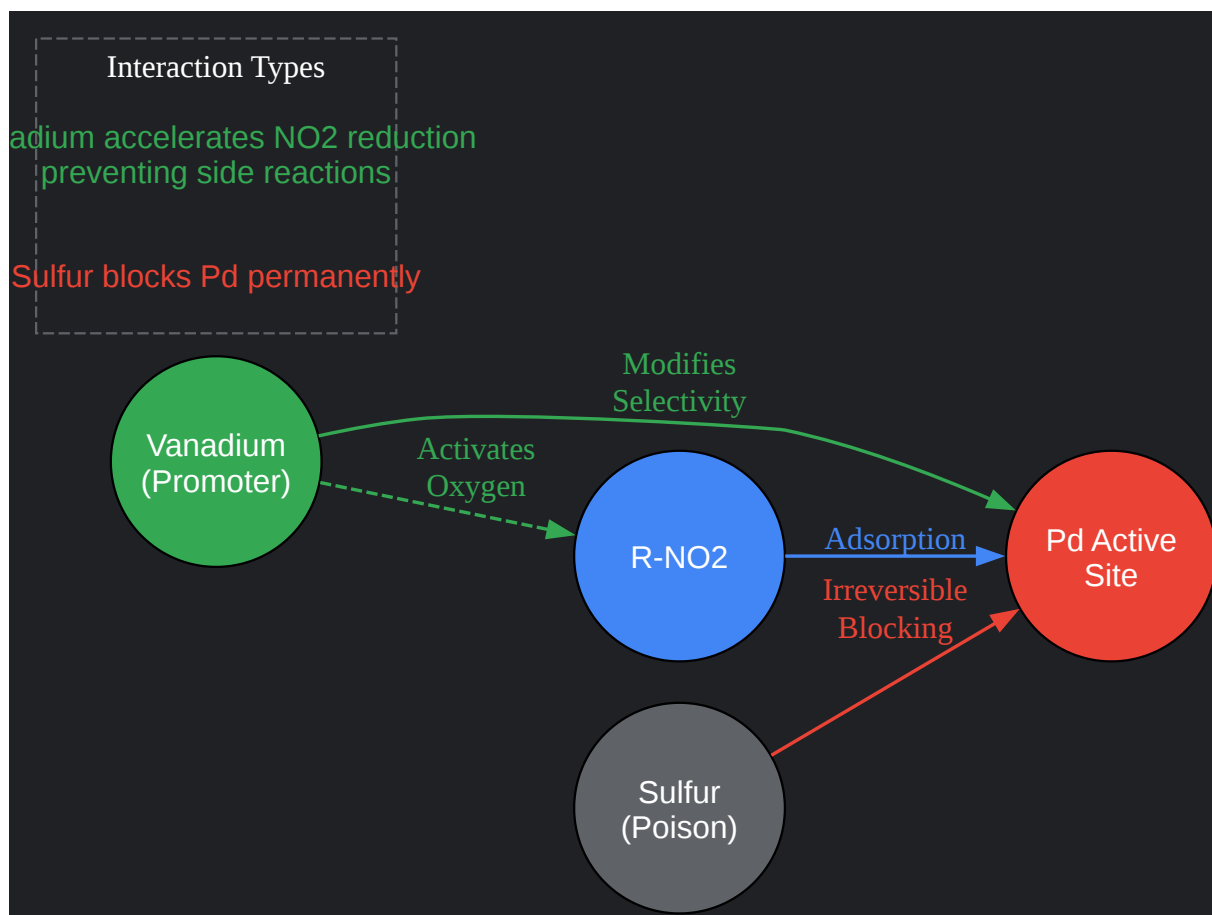 Interaction Types
adium accelerates NO2 reduction
preventing side reactions
Sulfur blocks Pd permanently
Modifies
Selectivity
Vanadium
(Promoter)
Activates
Oxygen
R-NO2
Adsorption
Pd Active
Site
Irreversible
Blocking
Sulfur
(Poison)